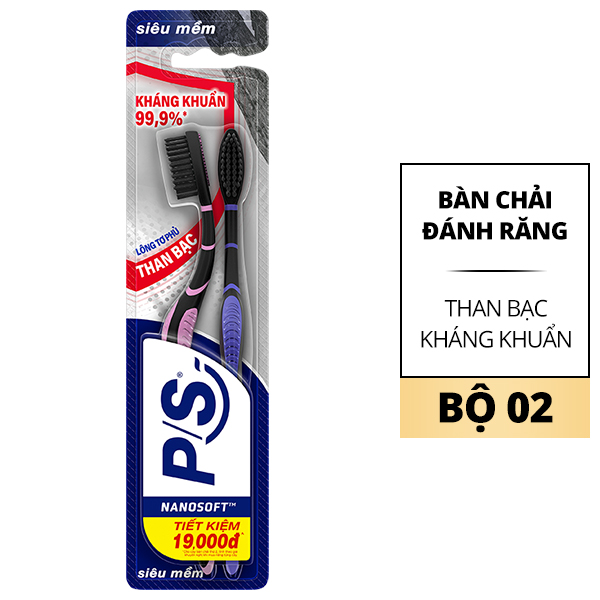 siêu mềm
KHÁNG KHUẨN
99,9%*
LÔNG TƠ PHỦ
THAN BẠC
P/S®
NANOSOFT™
TIẾT KIỆM
19,000đ*
siêu mềm
BÀN CHẢI
ĐÁNH RĂNG
THAN BẠC
KHÁNG KHUẨN
BỘ 02